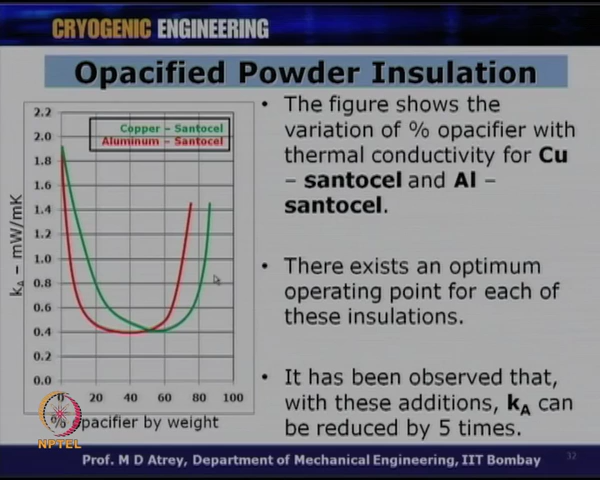 CRYOGENIC ENGINEERING
Opacified Powder Insulation
2.2
2.0
1.8
1.6
1.4
1.2
1.0
0.8
0.6
0.4
0.2
0.0
kA – mW/mK
Copper – Santocel
Aluminum – Santocel
0 20 40 60 80 100
% opacifier by weight
• The figure shows the
variation of % opacifier with
thermal conductivity for Cu
– santocel and Al –
santocel.
• There exists an optimum
operating point for each of
these insulations.
• It has been observed that,
with these additions, kA can
be reduced by 5 times.
NPTEL
Prof. M D Atrey, Department of Mechanical Engineering, IIT Bombay
32